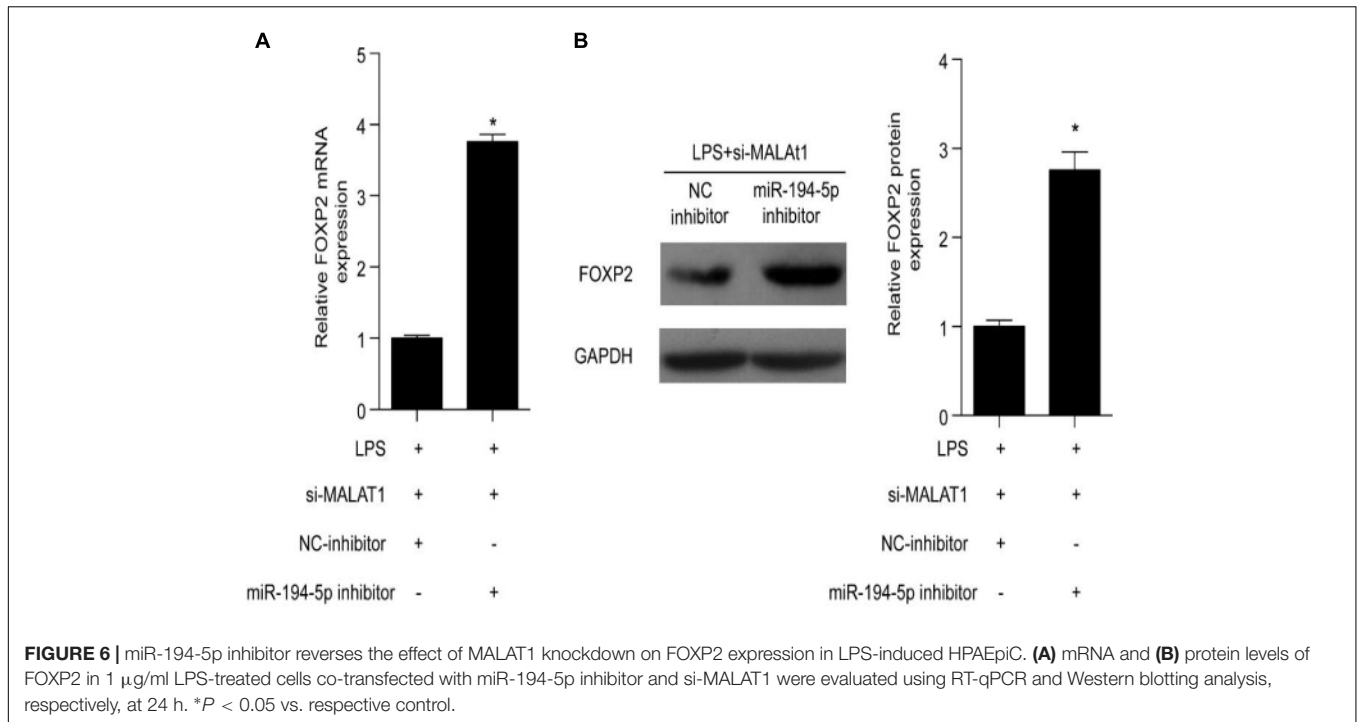 A
Relative FOXP2 mRNA
expression
5
4
3
2
1
0
*
LPS + +
si-MALAT1 + +
NC-inhibitor + -
miR-194-5p inhibitor - +
B
LPS+si-MALAt1
NC inhibitor
miR-194-5p inhibitor
FOXP2
GAPDH
Relative FOXP2 protein
expression
4
3
2
1
0
*
LPS + +
si-MALAT1 + +
NC-inhibitor + -
miR-194-5p inhibitor - +
FIGURE 6 | miR-194-5p inhibitor reverses the effect of MALAT1 knockdown on FOXP2 expression in LPS-induced HPAEpiC. (A) mRNA and (B) protein levels of
FOXP2 in 1 μg/ml LPS-treated cells co-transfected with miR-194-5p inhibitor and si-MALAT1 were evaluated using RT-qPCR and Western blotting analysis,
respectively, at 24 h. *P < 0.05 vs. respective control.